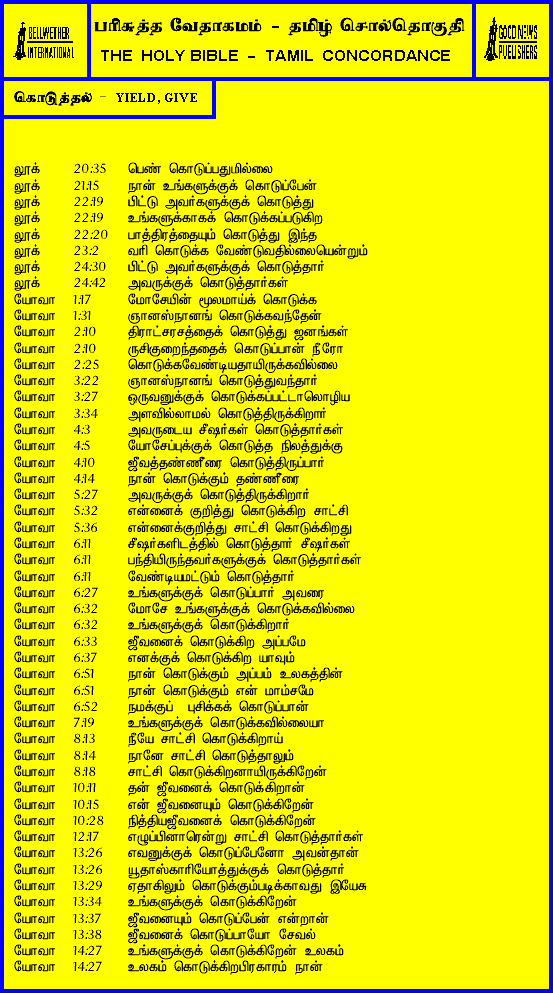 BELLWETHER
INTERNATIONAL
பரிசுத்த வேதாகமம் - தமிழ் சொல்தொகுதி
THE HOLY BIBLE - TAMIL CONCORDANCE
GOOD NEWS
PUBLISHERS
கொடுத்தல் - YIELD, GIVE
லூக் 20:35 பெண் கொடுப்பதுமில்லை
லூக் 21:15 நான் உங்களுக்குக் கொடுப்பேன்
லூக் 22:19 பிட்டு அவர்களுக்குக் கொடுத்து
லூக் 22:19 உங்களுக்காகக் கொடுக்கப்படுகிற
லூக் 22:20 பாத்திரத்தையும் கொடுத்து இந்த
லூக் 23:2 வரி கொடுக்க வேண்டுவதில்லையென்றும்
லூக் 24:30 பிட்டு அவர்களுக்குக் கொடுத்தார்
லூக் 24:42 அவருக்குக் கொடுத்தார்கள்
யோவா 1:17 மோசேயின் மூலமாய்க் கொடுக்க
யோவா 1:31 ஞானஸ்நானங் கொடுக்கவந்தேன்
யோவா 2:10 திராட்சரசத்தைக் கொடுத்து ஜனங்கள்
யோவா 2:10 ருசிகுறைந்ததைக் கொடுப்பான் நீரோ
யோவா 2:25 கொடுக்கவேண்டியதாயிருக்கவில்லை
யோவா 3:22 ஞானஸ்நானங் கொடுத்துவந்தார்
யோவா 3:27 ஒருவனுக்குக் கொடுக்கப்பட்டாலொழிய
யோவா 3:34 அளவில்லாமல் கொடுத்திருக்கிறார்
யோவா 4:3 அவருடைய சீஷர்கள் கொடுத்தார்கள்
யோவா 4:5 யோசேப்புக்குக் கொடுத்த நிலத்துக்கு
யோவா 4:10 ஜீவத்தண்ணீரை கொடுத்திருப்பார்
யோவா 4:14 நான் கொடுக்கும் தண்ணீரை
யோவா 5:27 அவருக்குக் கொடுத்திருக்கிறார்
யோவா 5:32 என்னைக் குறித்து கொடுக்கிற சாட்சி
யோவா 5:36 என்னைக்குறித்து சாட்சி கொடுக்கிறது
யோவா 6:11 சீஷர்களிடத்தில் கொடுத்தார் சீஷர்கள்
யோவா 6:11 பந்தியிருந்தவர்களுக்குக் கொடுத்தார்கள்
யோவா 6:11 வேண்டியமட்டும் கொடுத்தார்
யோவா 6:27 உங்களுக்குக் கொடுப்பார் அவரை
யோவா 6:32 மோசே உங்களுக்குக் கொடுக்கவில்லை
யோவா 6:32 உங்களுக்குக் கொடுக்கிறார்
யோவா 6:33 ஜீவனைக் கொடுக்கிற அப்பமே
யோவா 6:37 எனக்குக் கொடுக்கிற யாவும்
யோவா 6:51 நான் கொடுக்கும் அப்பம் உலகத்தின்
யோவா 6:51 நான் கொடுக்கும் என் மாம்சமே
யோவா 6:52 நமக்குப் புசிக்கக் கொடுப்பான்
யோவா 7:19 உங்களுக்குக் கொடுக்கவில்லையா
யோவா 8:13 நீயே சாட்சி கொடுக்கிறாய்
யோவா 8:14 நானே சாட்சி கொடுத்தாலும்
யோவா 8:18 சாட்சி கொடுக்கிறனாயிருக்கிறேன்
யோவா 10:11 தன் ஜீவனைக் கொடுக்கிறான்
யோவா 10:15 என் ஜீவனையும் கொடுக்கிறேன்
யோவா 10:28 நித்தியஜீவனைக் கொடுக்கிறேன்
யோவா 12:17 எழுப்பினாரென்று சாட்சி கொடுத்தார்கள்
யோவா 13:26 எவனுக்குக் கொடுப்பேனோ அவன்தான்
யோவா 13:26 யூதாஸ்காரியோத்துக்குக் கொடுத்தார்
யோவா 13:29 ஏதாகிலும் கொடுக்கும்படிக்காவது இயேசு
யோவா 13:34 உங்களுக்குக் கொடுக்கிறேன்
யோவா 13:37 ஜீவனையும் கொடுப்பேன் என்றான்
யோவா 13:38 ஜீவனைக் கொடுப்பாயோ சேவல்
யோவா 14:27 உங்களுக்குக் கொடுக்கிறேன் உலகம்
யோவா 14:27 உலகம் கொடுக்கிறபிரகாரம் நான்